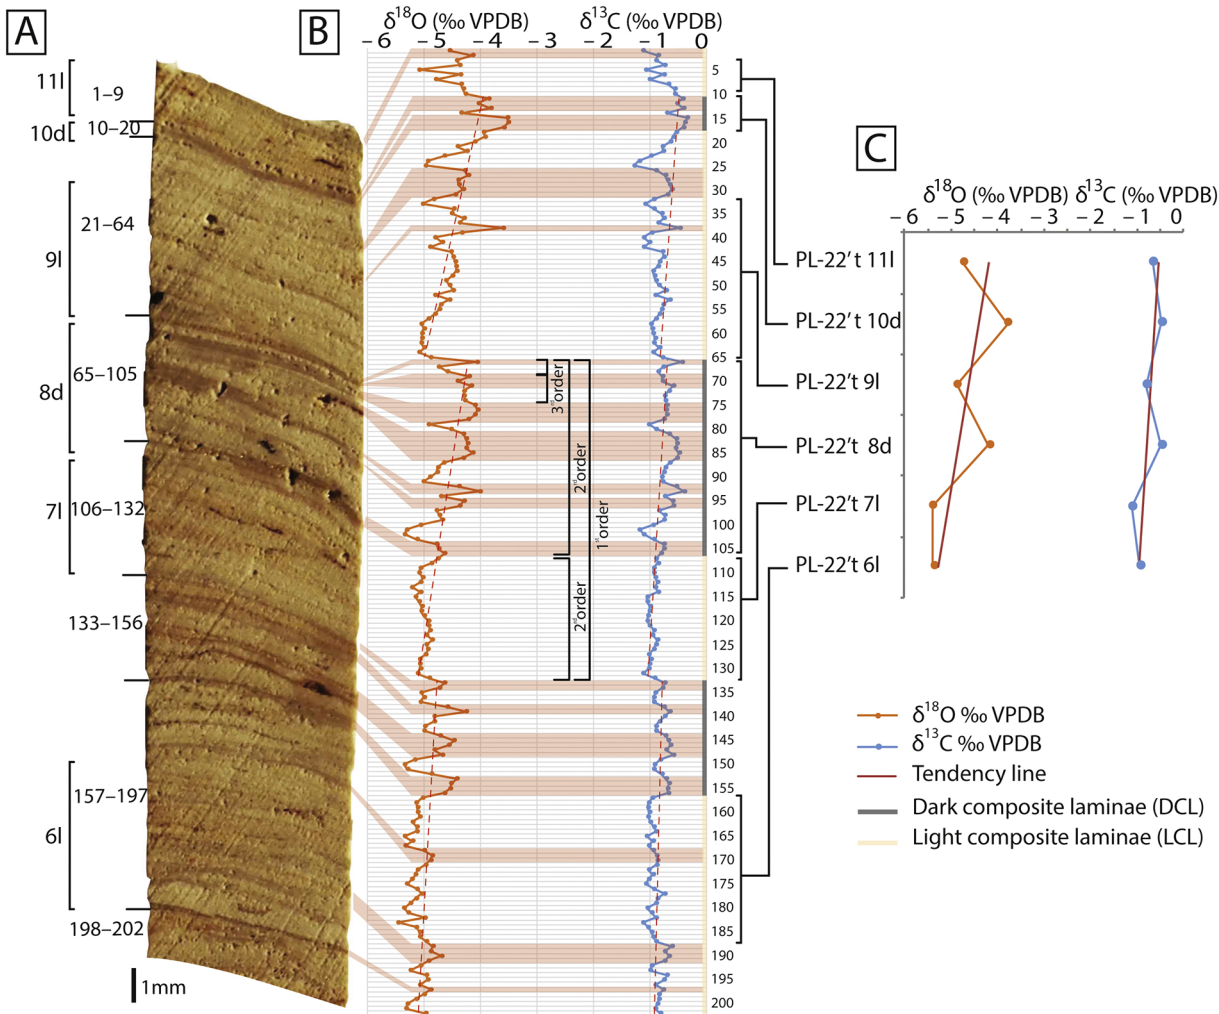 A
11l
1–9
10d
10–20
21–64
9l
65–105
8d
7l
106–132
133–156
157–197
6l
198–202
1mm
B
δ18O (‰ VPDB)
δ13C (‰ VPDB)
– 6
– 5
– 4
– 3
– 2
–1
0
5
10
15
20
25
30
35
40
45
50
55
60
65
70
75
80
85
90
95
100
105
110
115
120
125
130
135
140
145
150
155
160
165
170
175
180
185
190
195
200
3rd order
2nd order
1st order
2nd order
PL-22't 11l
PL-22't 10d
PL-22't 9l
PL-22't 8d
PL-22't 7l
PL-22't 6l
C
δ18O (‰ VPDB)
δ13C (‰ VPDB)
– 6
– 5
– 4
– 3
– 2
– 1
0
δ18O ‰ VPDB
δ13C ‰ VPDB
Tendency line
Dark composite laminae (DCL)
Light composite laminae (LCL)